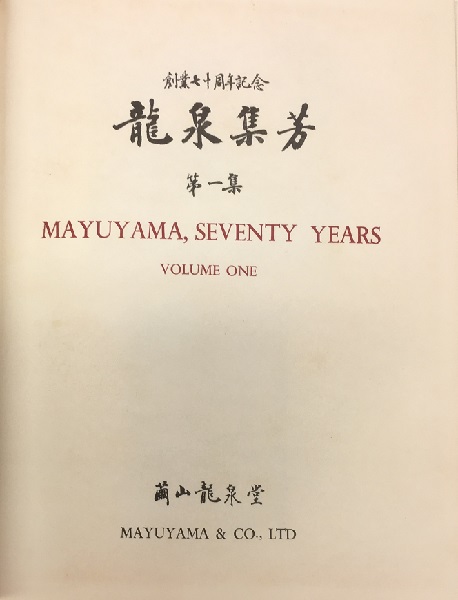 創業七十周年記念
龍泉集芳
第一集
MAYUYAMA, SEVENTY YEARS
VOLUME ONE
繭山龍泉堂
MAYUYAMA & CO., LTD